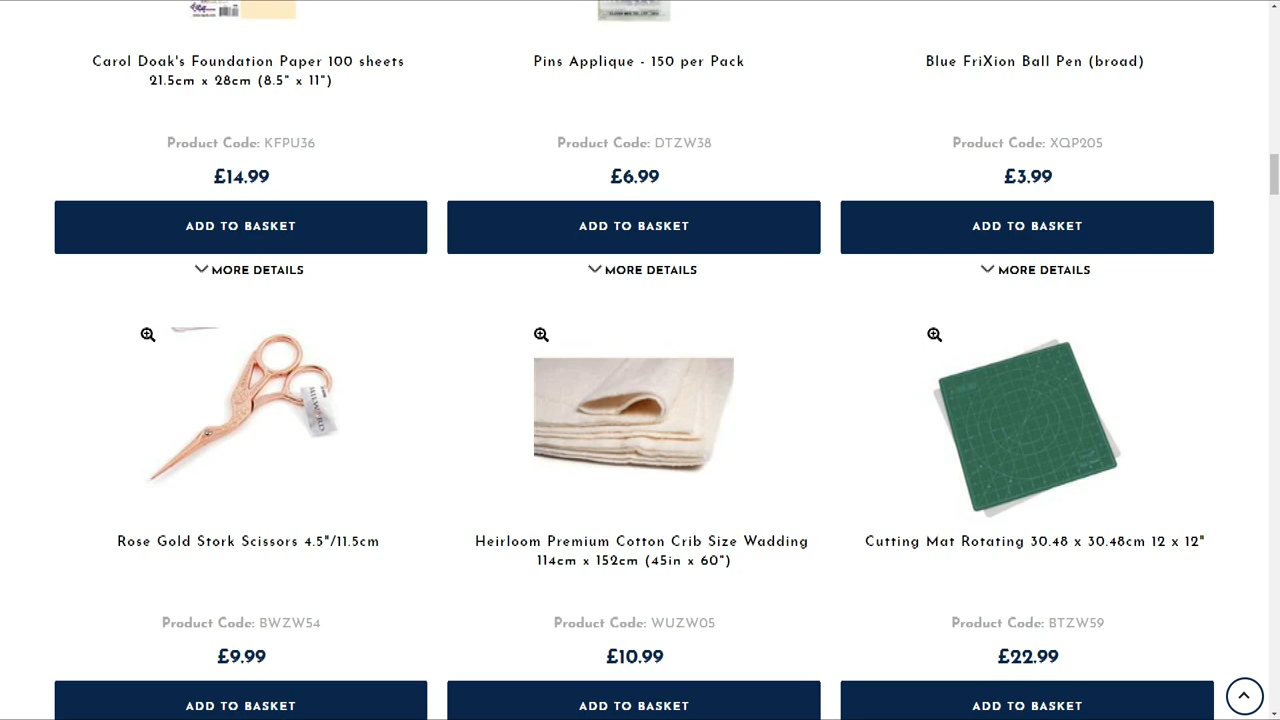 Carol Doak's Foundation Paper 100 sheets
21.5cm x 28cm (8.5" x 11")
Product Code: KFPU36
£14.99
ADD TO BASKET
MORE DETAILS
Pins Applique - 150 per Pack
Product Code: DTZW38
£6.99
ADD TO BASKET
MORE DETAILS
Blue FriXion Ball Pen (broad)
Product Code: XQP205
£3.99
ADD TO BASKET
MORE DETAILS
MILWARD
Rose Gold Stork Scissors 4.5"/11.5cm
Product Code: BWZW54
£9.99
ADD TO BASKET
Heirloom Premium Cotton Crib Size Wadding
114cm x 152cm (45in x 60")
Product Code: WUZW05
£10.99
ADD TO BASKET
Cutting Mat Rotating 30.48 x 30.48cm 12 x 12"
Product Code: BTZW59
£22.99
ADD TO BASKET